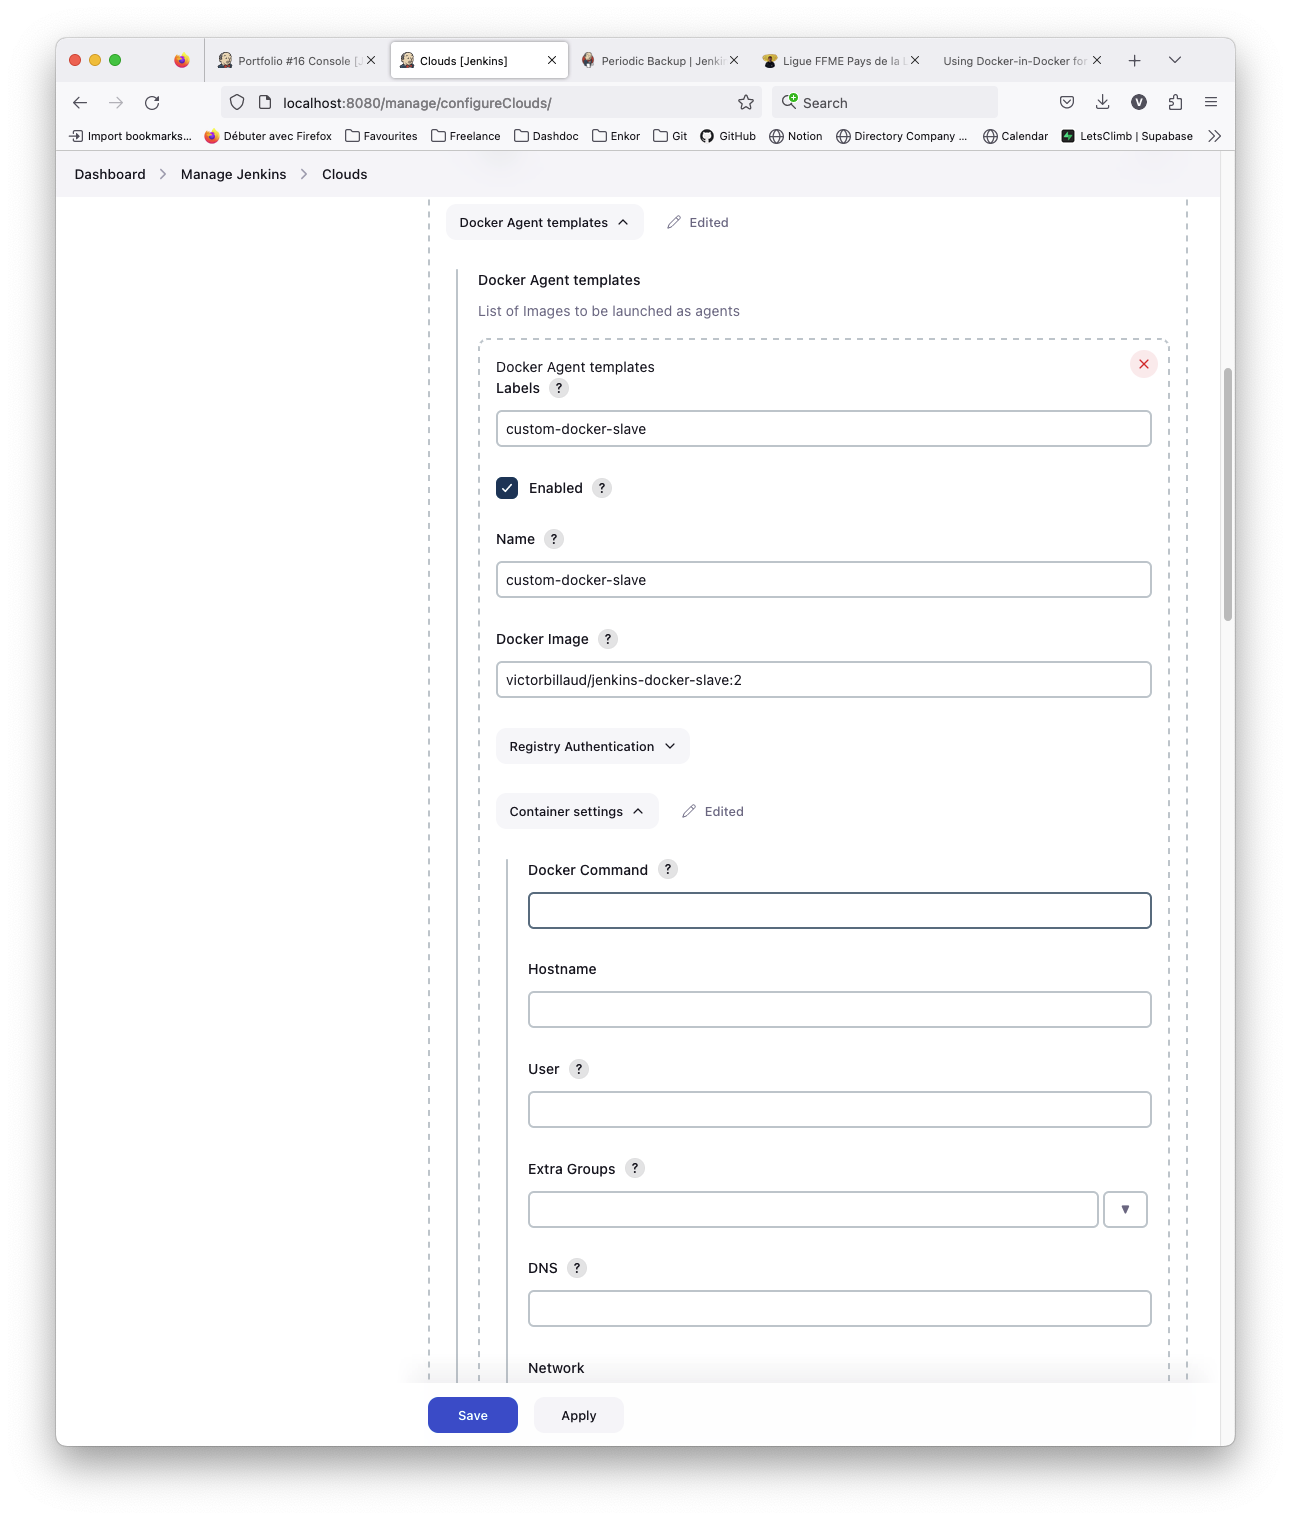 Portfolio #16 Console [J
Clouds [Jenkins]
Periodic Backup | Jenkin
Ligue FFME Pays de la L
Using Docker-in-Docker for
localhost:8080/manage/configureClouds/
Search
V
Import bookmarks...
Débuter avec Firefox
Favourites
Freelance
Dashdoc
Enkor
Git
GitHub
Notion
Directory Company ...
Calendar
LetsClimb | Supabase
Dashboard
Manage Jenkins
Clouds
Docker Agent templates
Edited
Docker Agent templates
List of Images to be launched as agents
Docker Agent templates
Labels ?
custom-docker-slave
Enabled ?
Name ?
custom-docker-slave
Docker Image ?
victorbillaud/jenkins-docker-slave:2
Registry Authentication
Container settings
Edited
Docker Command ?
Hostname
User ?
Extra Groups ?
DNS ?
Network
Save
Apply